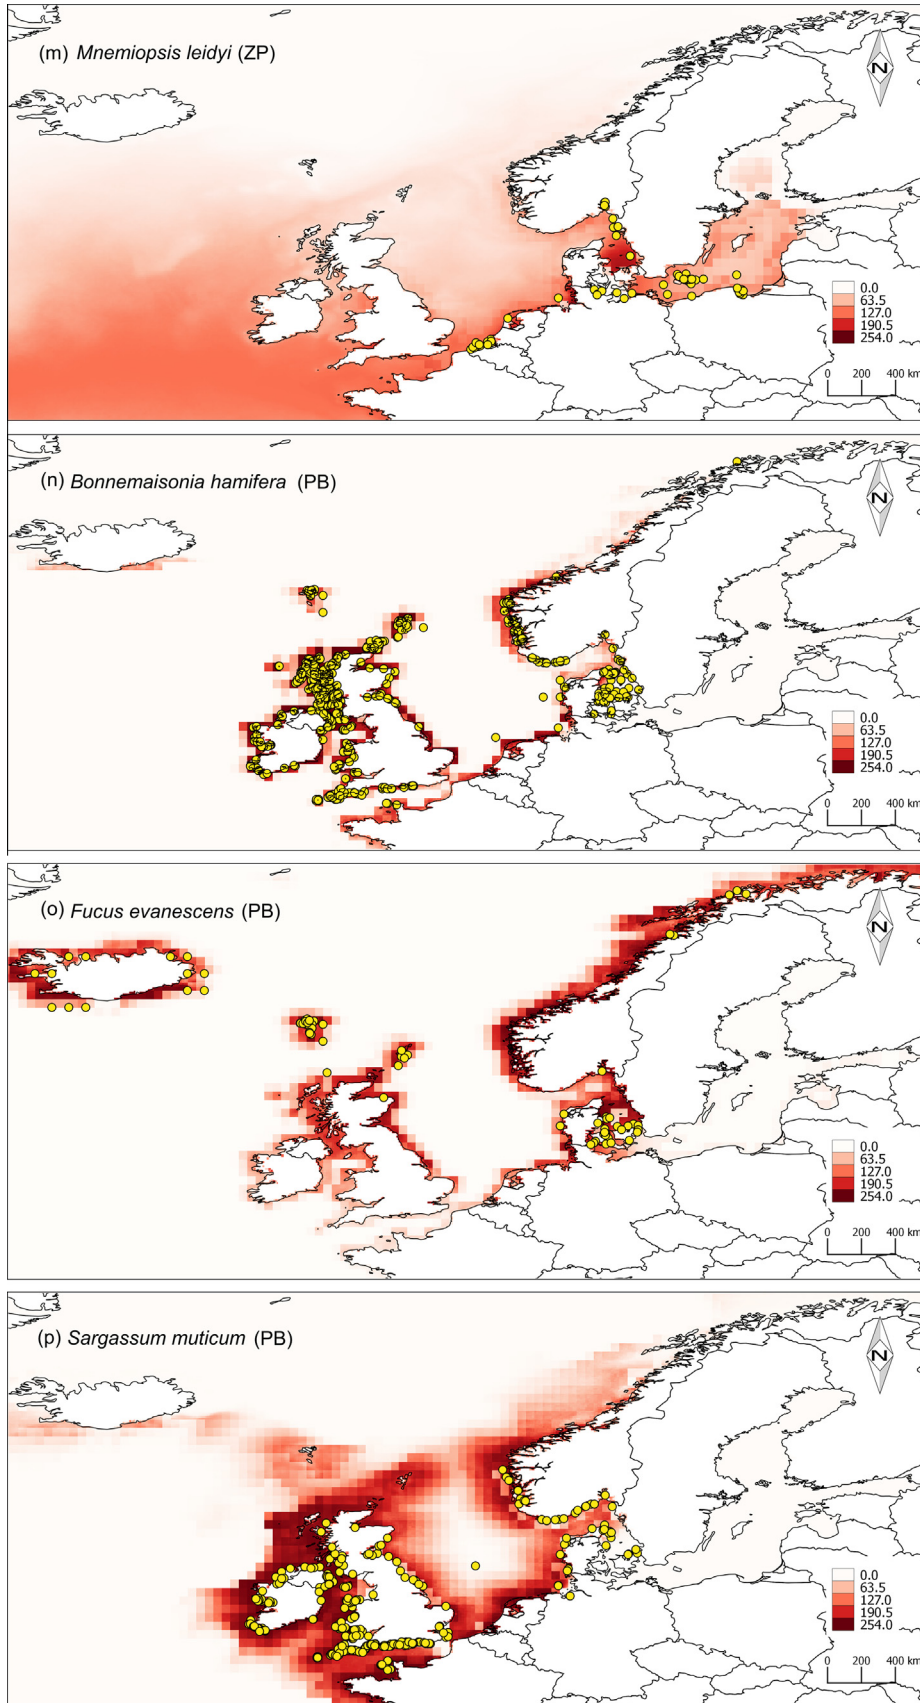 (m) Mnemiopsis leidyi (ZP)
N
0.0
63.5
127.0
190.5
254.0
0 200 400 km
(n) Bonnemaisonia hamifera (PB)
N
0.0
63.5
127.0
190.5
254.0
0 200 400 km
(o) Fucus evanescens (PB)
N
0.0
63.5
127.0
190.5
254.0
0 200 400 km
(p) Sargassum muticum (PB)
N
0.0
63.5
127.0
190.5
254.0
0 200 400 km